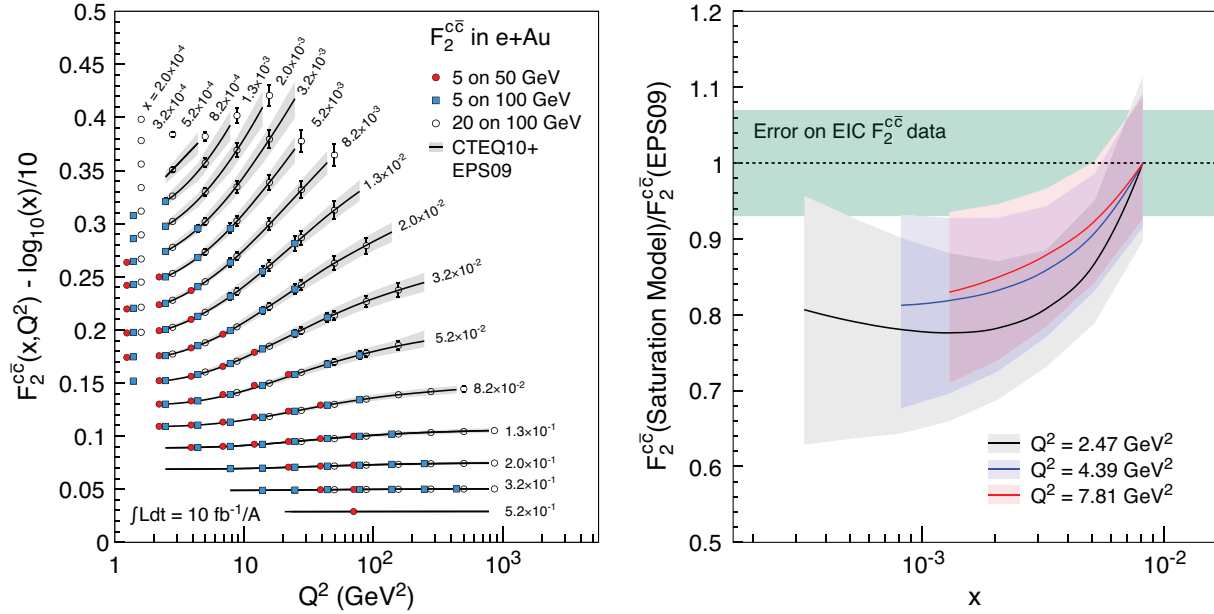 0.5
0.45
0.4
0.35
0.3
0.25
0.2
0.15
0.1
0.05
0
F₂ᶜᶜ̅(x,Q²) - log₁₀(x)/10
x = 2.0×10⁻⁴
3.2×10⁻⁴
5.2×10⁻⁴
8.2×10⁻⁴
1.3×10⁻³
2.0×10⁻³
3.2×10⁻³
5.2×10⁻³
8.2×10⁻³
1.3×10⁻²
2.0×10⁻²
3.2×10⁻²
5.2×10⁻²
8.2×10⁻²
1.3×10⁻¹
2.0×10⁻¹
3.2×10⁻¹
5.2×10⁻¹
F₂ᶜᶜ̅ in e+Au
5 on 50 GeV
5 on 100 GeV
20 on 100 GeV
CTEQ10+
EPS09
∫Ldt = 10 fb⁻¹/A
1 10 10² 10³
Q² (GeV²)
F₂ᶜᶜ̅(Saturation Model)/F₂ᶜᶜ̅(EPS09)
1.2
1.1
1
0.9
0.8
0.7
0.6
0.5
Error on EIC F₂ᶜᶜ̅ data
Q² = 2.47 GeV²
Q² = 4.39 GeV²
Q² = 7.81 GeV²
10⁻³ 10⁻²
x